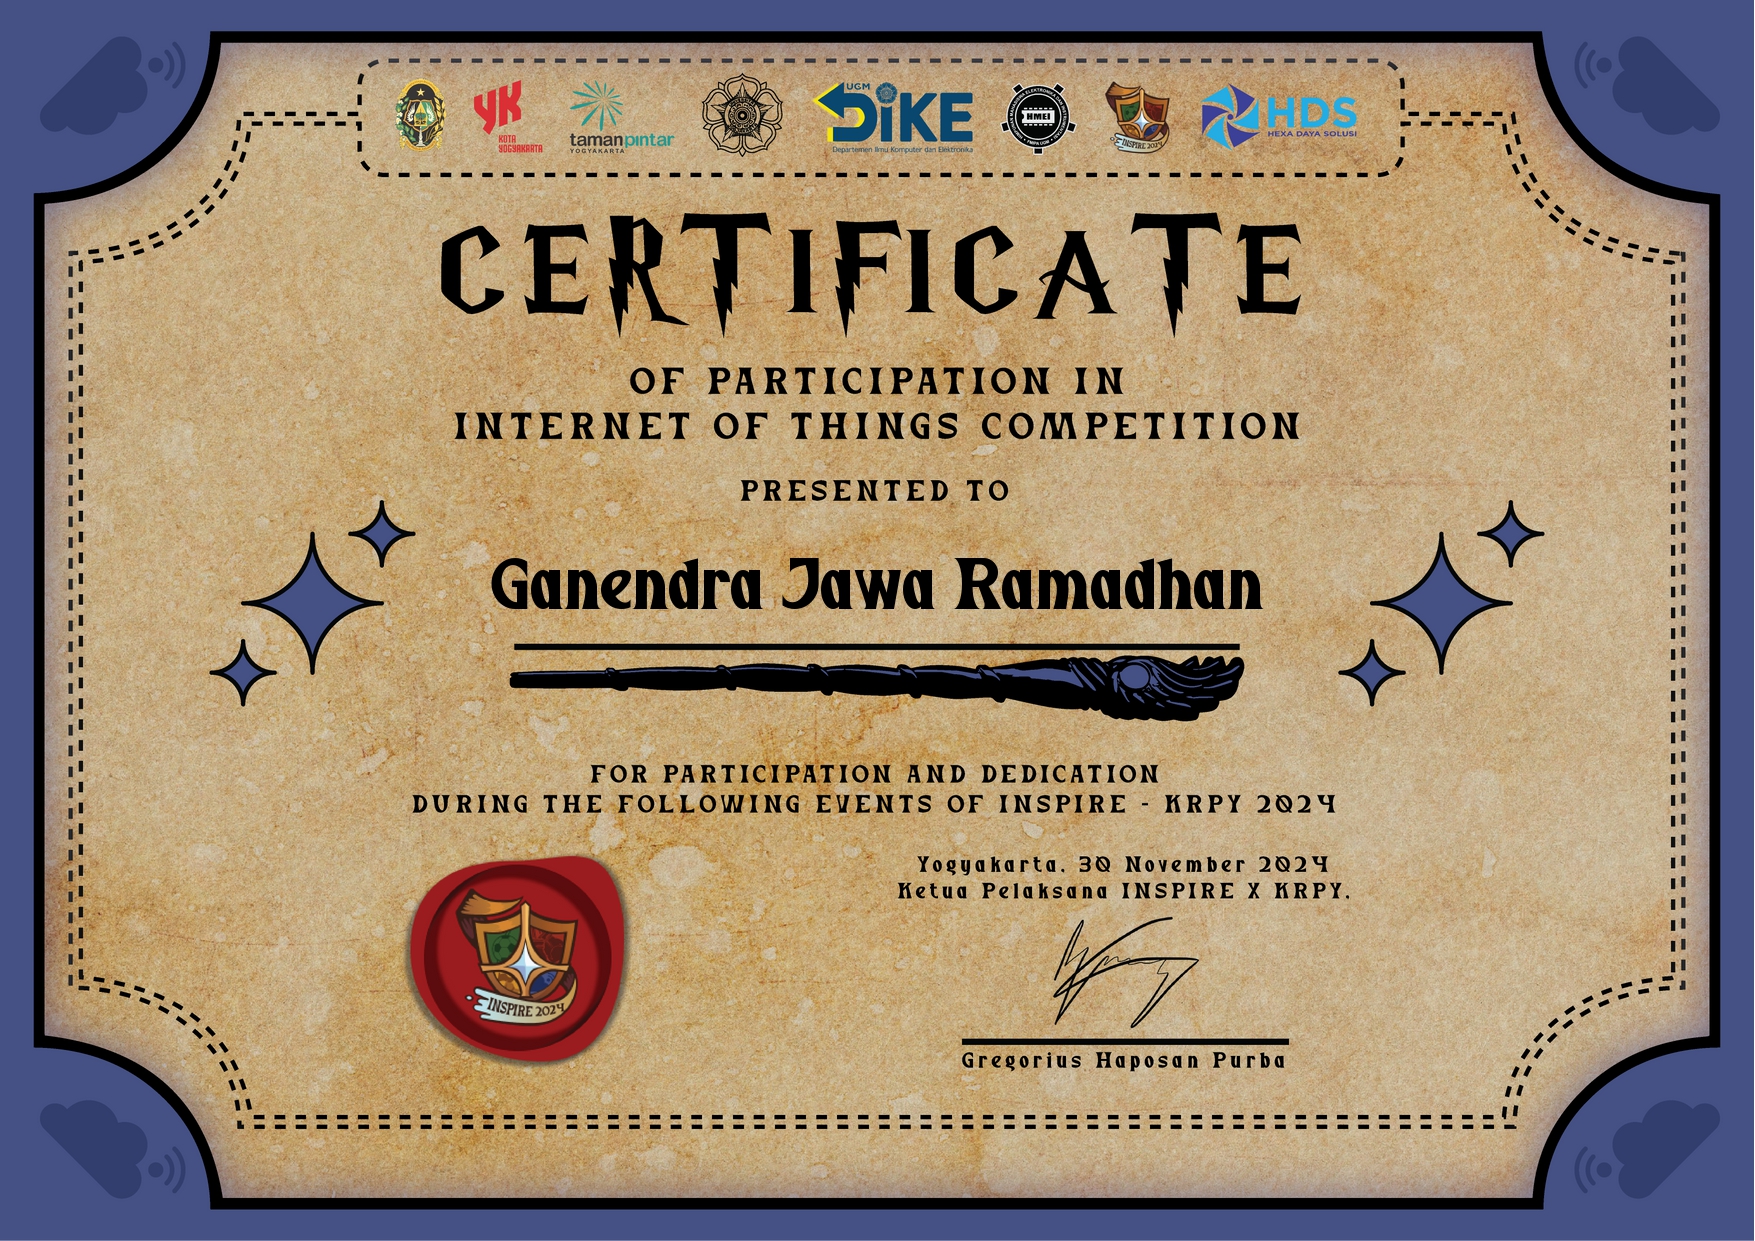 YK
KOTA
YOGYAKARTA
tamanpintar
YOGYAKARTA
UGM
DIKE
Departemen Ilmu Komputer dan Elektronika
HMEI
INSPIRE 2024
HDS
HEXA DAYA SOLUSI
CERTIFICATE
OF PARTICIPATION IN
INTERNET OF THINGS COMPETITION
PRESENTED TO
Ganendra Jawa Ramadhan
FOR PARTICIPATION AND DEDICATION
DURING THE FOLLOWING EVENTS OF INSPIRE - KRPY 2024
Yogyakarta, 30 November 2024
Ketua Pelaksana INSPIRE X KRPY,
INSPIRE 2024
Gregorius Haposan Purba